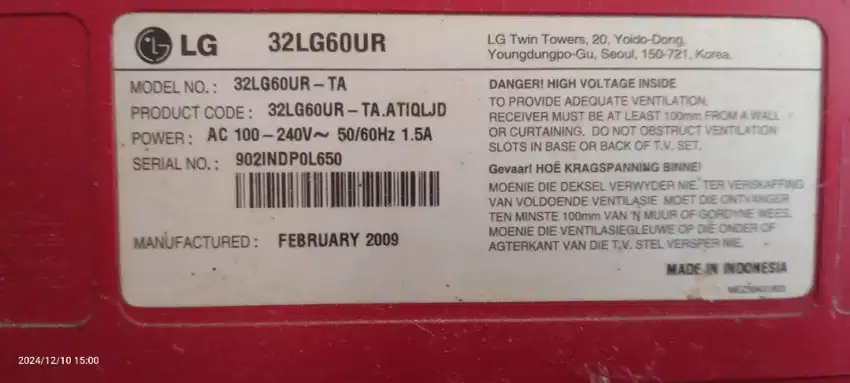 LG 32LG60UR
LG Twin Towers, 20, Yoido-Dong,
Youngdungpo-Gu, Seoul, 150-721, Korea.
MODEL NO.: 32LG60UR-TA
PRODUCT CODE: 32LG60UR-TA.ATIQLJD
POWER: AC 100-240V~ 50/60Hz 1.5A
SERIAL NO.: 902INDP0L650
MANUFACTURED: FEBRUARY 2009
DANGER! HIGH VOLTAGE INSIDE
TO PROVIDE ADEQUATE VENTILATION,
RECEIVER MUST BE AT LEAST 100mm FROM A WALL
OR CURTAINING. DO NOT OBSTRUCT VENTILATION
SLOTS IN BASE OR BACK OF T.V. SET.
Gevaar! HOË KRAGSPANNING BINNE!
MOENIE DIE DEKSEL VERWYDER NIE. TER VERSKAFFING
VAN VOLDOENDE VENTILASIE MOET DIE ONTVANGER
TEN MINSTE 100mm VAN 'N MUUR OF GORDYNE WEES.
MOENIE DIE VENTILASIEGLEUWE OP DIE ONDER OF
AGTERKANT VAN DIE T.V. STEL VERSPER NIE.
MADE IN INDONESIA
2024/12/10 15:00